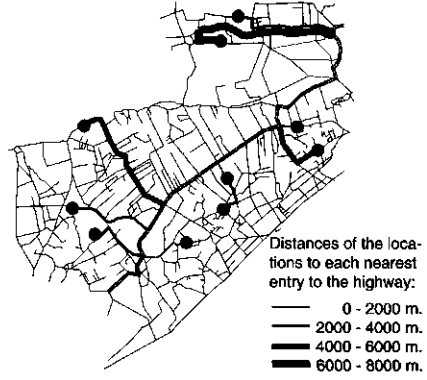 Distances of the loca-
tions to each nearest
entry to the highway:
0 - 2000 m.
2000 - 4000 m.
4000 - 6000 m.
6000 - 8000 m.